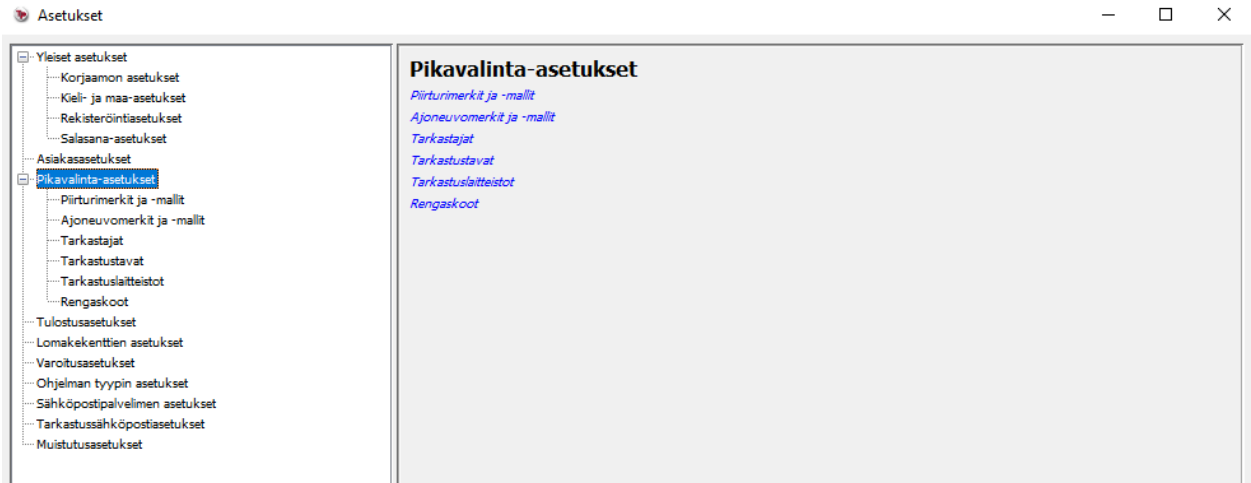 Asetukset
Yleiset asetukset
Korjaamon asetukset
Kieli- ja maa-asetukset
Rekisteröintiasetukset
Salasana-asetukset
Asiakasasetukset
Pikavalinta-asetukset
Piirturimerkit ja -mallit
Ajoneuvomerkit ja -mallit
Tarkastajat
Tarkastustavat
Tarkastuslaitteistot
Rengaskoot
Tulostusasetukset
Lomakekenttien asetukset
Varoitusasetukset
Ohjelman tyypin asetukset
Sähköpostipalvelimen asetukset
Tarkastussähköpostiasetukset
Muistutusasetukset
Pikavalinta-asetukset
Piirturimerkit ja -mallit
Ajoneuvomerkit ja -mallit
Tarkastajat
Tarkastustavat
Tarkastuslaitteistot
Rengaskoot